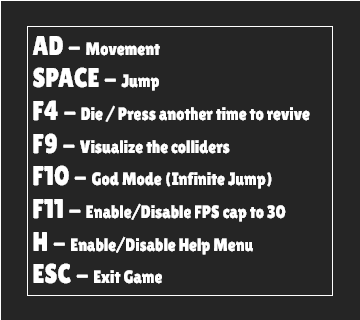 AD – Movement
SPACE – Jump
F4 – Die / Press another time to revive
F9 – Visualize the colliders
F10 – God Mode (Infinite Jump)
F11 – Enable/Disable FPS cap to 30
H – Enable/Disable Help Menu
ESC – Exit Game